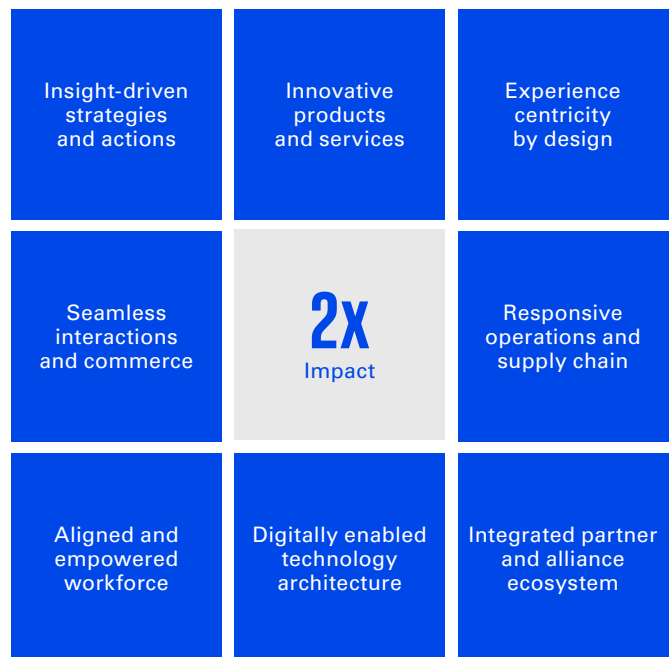 Insight-driven
strategies
and actions
Innovative
products
and services
Experience
centricity
by design
Seamless
interactions
and commerce
2x
Impact
Responsive
operations and
supply chain
Aligned and
empowered
workforce
Digitally enabled
technology
architecture
Integrated partner
and alliance
ecosystem